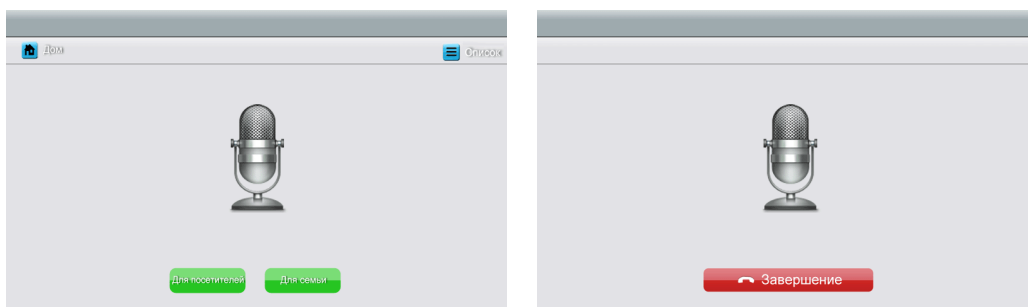 Дом
Список
Для посетителей
Для семьи
Завершение